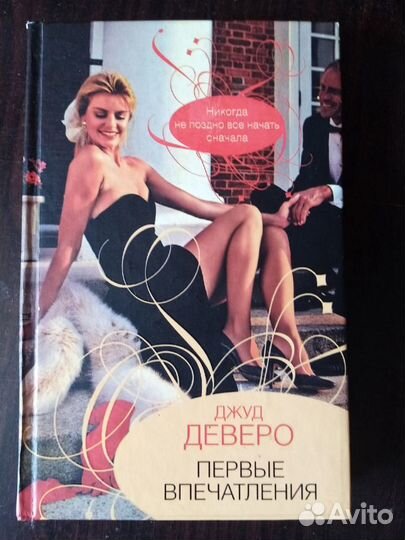 Никогда
не поздно все начать
сначала
ДЖУД
ДЕВЕРО
ПЕРВЫЕ
ВПЕЧАТЛЕНИЯ
Avito